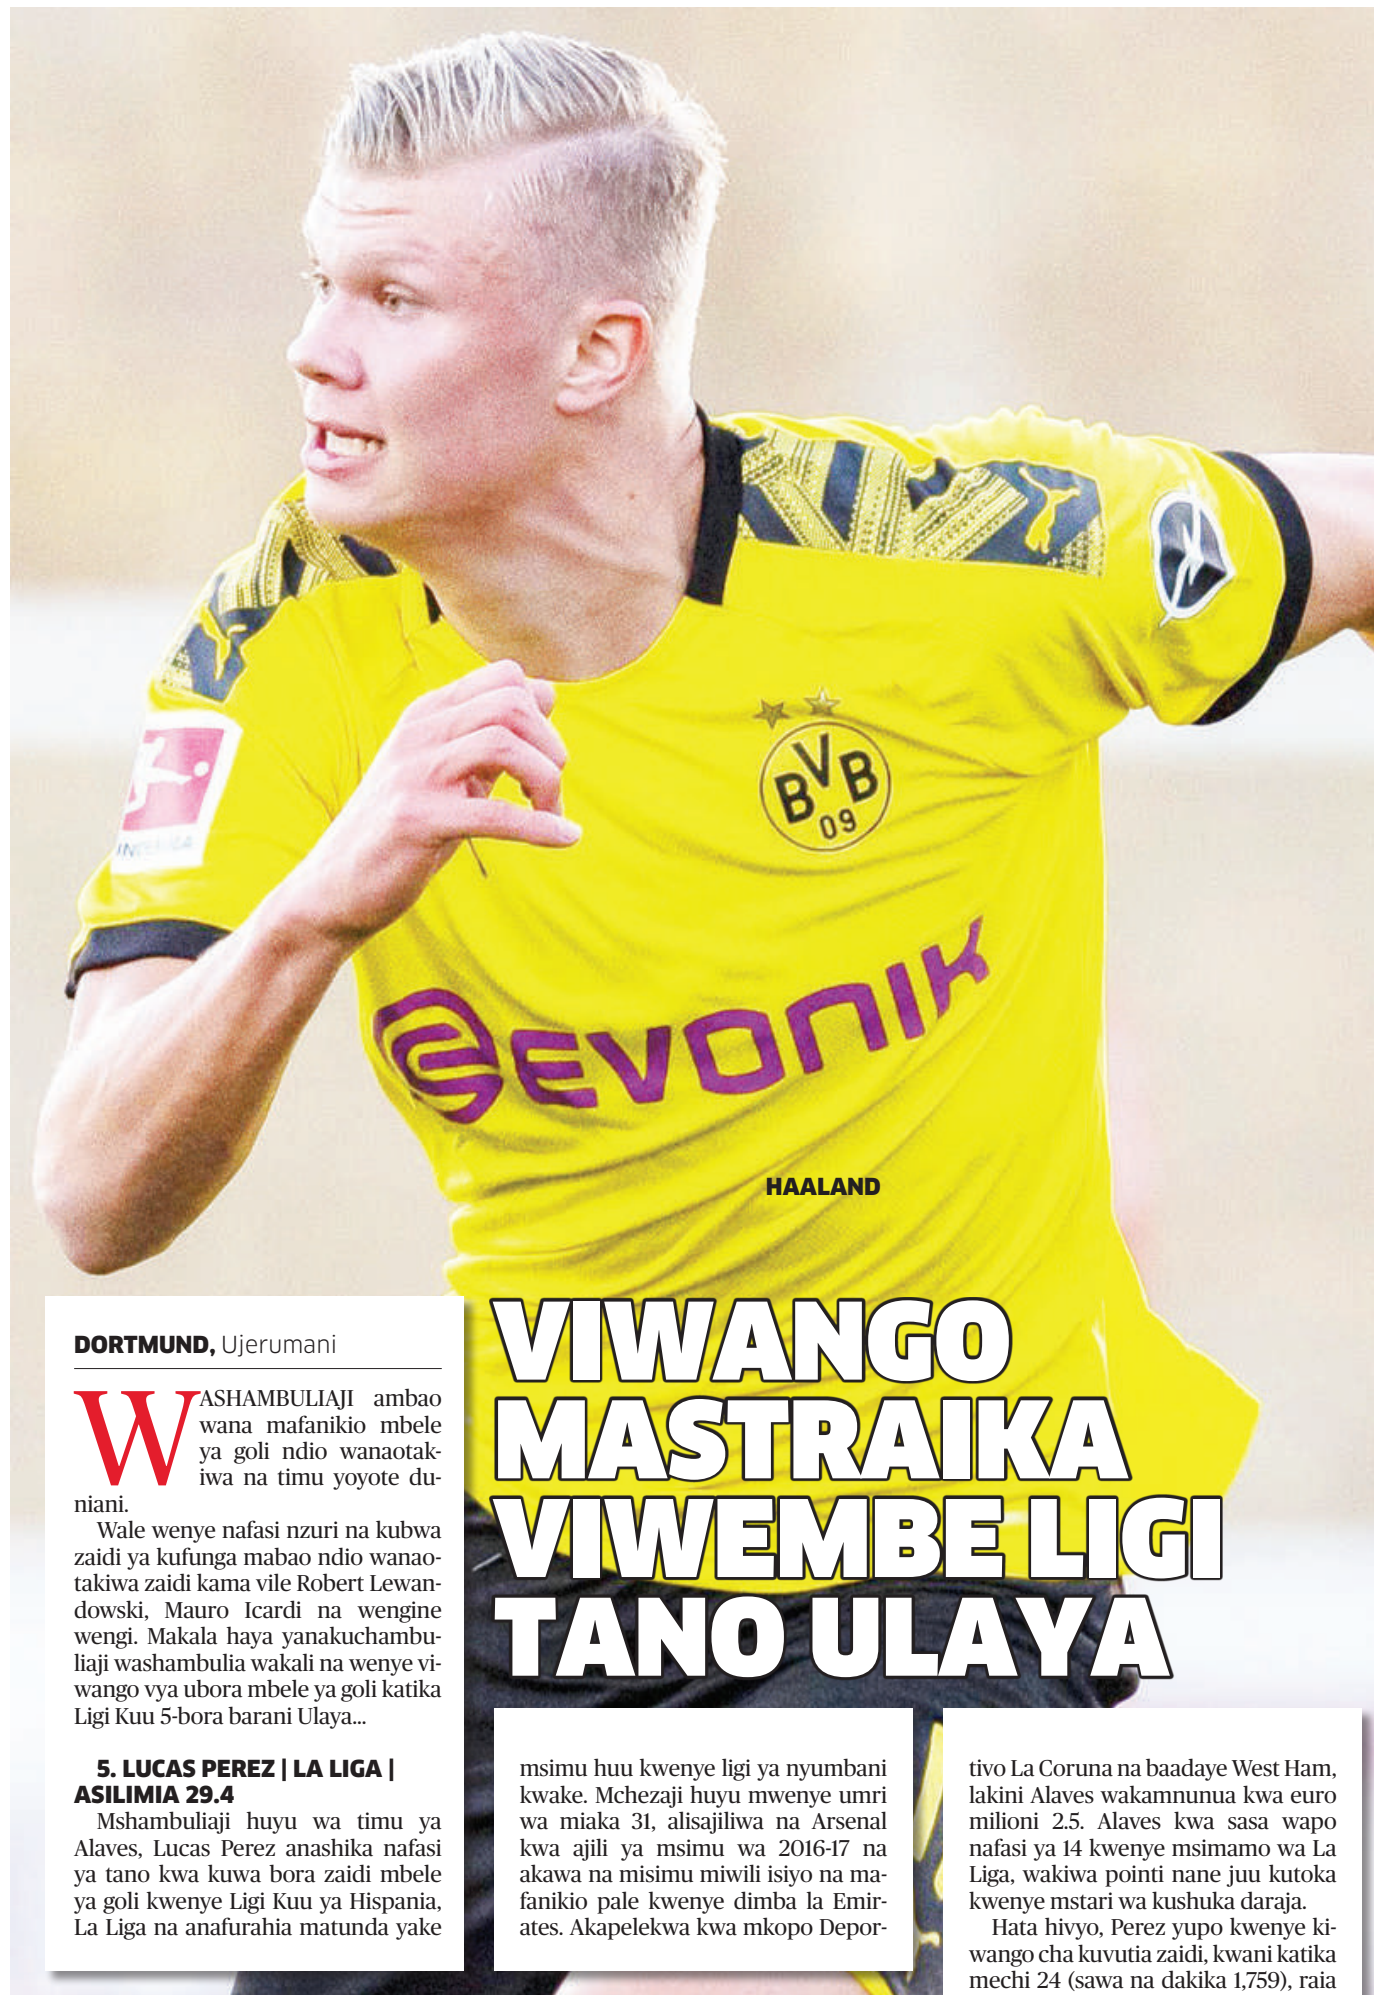 BVB
09
EVONIK
HAALAND
VIWANGO
MASTRAIKA
VIWEMBE LIGI
TANO ULAYA
DORTMUND, Ujerumani
WASHAMBULIAJI ambao
wana mafanikio mbele
ya goli ndio wanaotak-
iwa na timu yoyote du-
niani.
Wale wenye nafasi nzuri na kubwa
zaidi ya kufunga mabao ndio wanao-
takiwa zaidi kama vile Robert Lewan-
dowski, Mauro Icardi na wengine
wengi. Makala haya yanakuchambu-
liaji washambulia wakali na wenye vi-
wango vya ubora mbele ya goli katika
Ligi Kuu 5-bora barani Ulaya...
5. LUCAS PEREZ | LA LIGA |
ASILIMIA 29.4
Mshambuliaji huyu wa timu ya
Alaves, Lucas Perez anashika nafasi
ya tano kwa kuwa bora zaidi mbele
ya goli kwenye Ligi Kuu ya Hispania,
La Liga na anafurahia matunda yake
msimu huu kwenye ligi ya nyumbani
kwake. Mchezaji huyu mwenye umri
wa miaka 31, alisajiliwa na Arsenal
kwa ajili ya msimu wa 2016-17 na
akawa na misimu miwili isiyo na ma-
fanikio pale kwenye dimba la Emir-
ates. Akapelekwa kwa mkopo Depor-
tivo La Coruna na baadaye West Ham,
lakini Alaves wakamnunua kwa euro
milioni 2.5. Alaves kwa sasa wapo
nafasi ya 14 kwenye msimamo wa La
Liga, wakiwa pointi nane juu kutoka
kwenye mstari wa kushuka daraja.
Hata hivyo, Perez yupo kwenye ki-
wango cha kuvutia zaidi, kwani katika
mechi 24 (sawa na dakika 1,759), raia